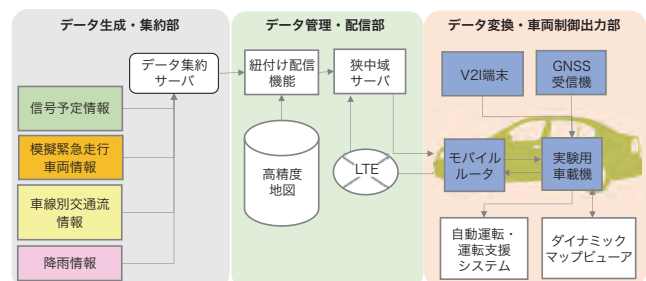 データ生成・集約部
データ集約
サーバ
信号予定情報
模擬緊急走行
車両情報
車線別交通流
情報
降雨情報
データ管理・配信部
紐付け配信
機能
狭中域
サーバ
高精度
地図
LTE
データ変換・車両制御出力部
V2I端末
GNSS
受信機
モバイル
ルータ
実験用
車載機
自動運転・
運転支援
システム
ダイナミック
マップビューア